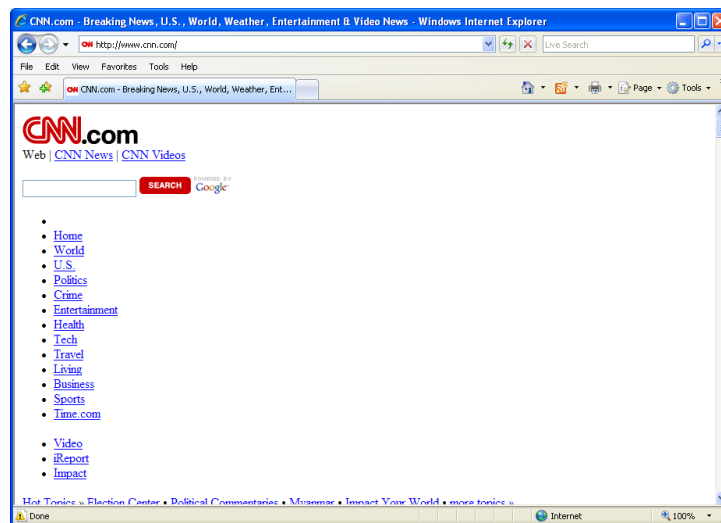 CNN.com - Breaking News, U.S., World, Weather, Entertainment & Video News - Windows Internet Explorer
CNN http://www.cnn.com/ Live Search
File Edit View Favorites Tools Help
CNN CNN.com - Breaking News, U.S., World, Weather, Ent... Page Tools
CNN.com
Web | CNN News | CNN Videos
SEARCH POWERED BY Google
Home
World
U.S.
Politics
Crime
Entertainment
Health
Tech
Travel
Living
Business
Sports
Time.com
Video
iReport
Impact
Hot Topics » Election Center • Political Commentaries • Myanmar • Impact Your World • more topics »
Done Internet 100%